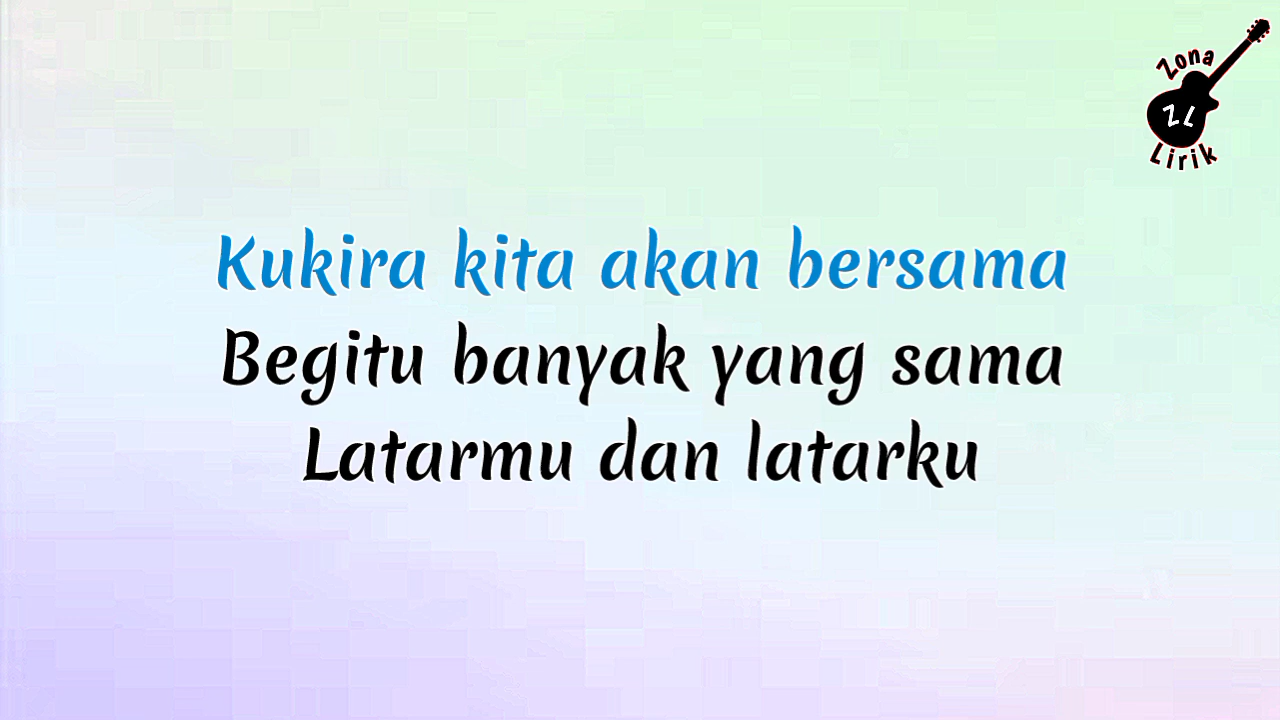 Zona
ZL
Lirik
Kukira kita akan bersama
Begitu banyak yang sama
Latarmu dan latarku